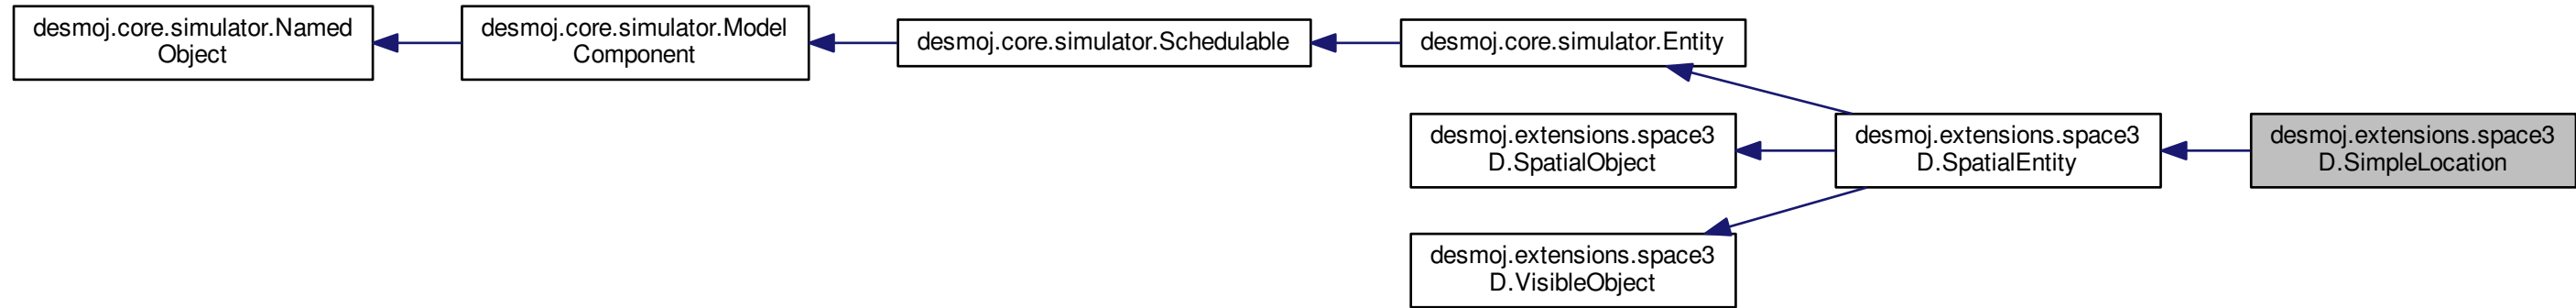 desmoj.core.simulator.Named
Object
desmoj.core.simulator.Model
Component
desmoj.core.simulator.Schedulable
desmoj.core.simulator.Entity
desmoj.extensions.space3
D.SpatialObject
desmoj.extensions.space3
D.VisibleObject
desmoj.extensions.space3
D.SpatialEntity
desmoj.extensions.space3
D.SimpleLocation